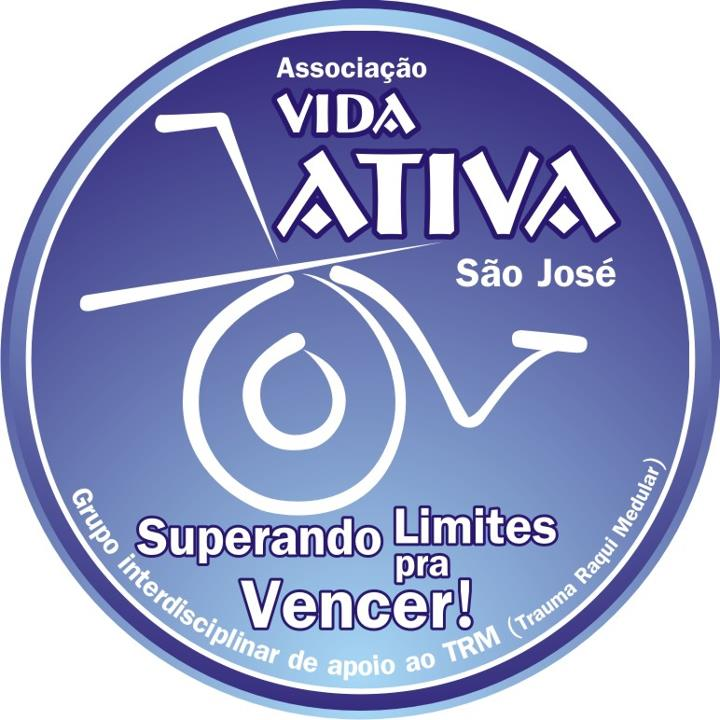 Associação
VIDA
ATIVA
São José
Superando Limites
pra
Vencer!
Grupo interdisciplinar de apoio ao TRM (Trauma Raqui Medular)